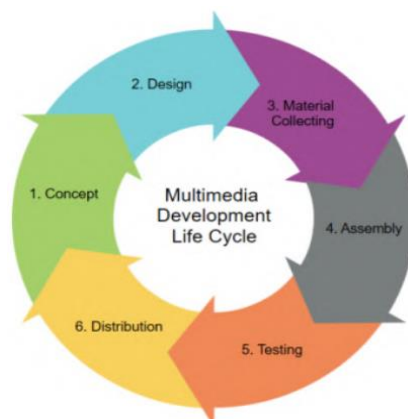 2. Design
3. Material
Collecting
1. Concept
Multimedia
Development
Life Cycle
4. Assembly
6. Distribution
5. Testing